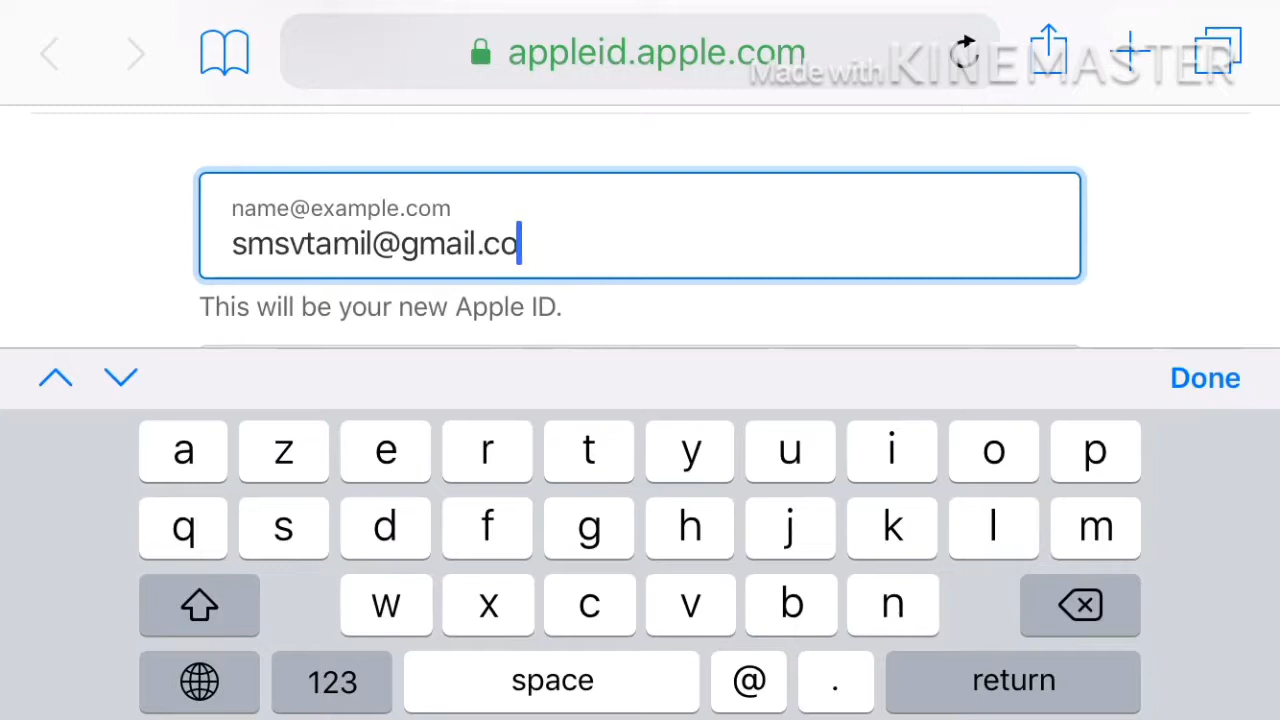 appleid.apple.com
Made with KINEMASTER
name@example.com
smsvtamil@gmail.co
This will be your new Apple ID.
Done
a z e r t y u i o p
q s d f g h j k l m
w x c v b n
123 space @ . return